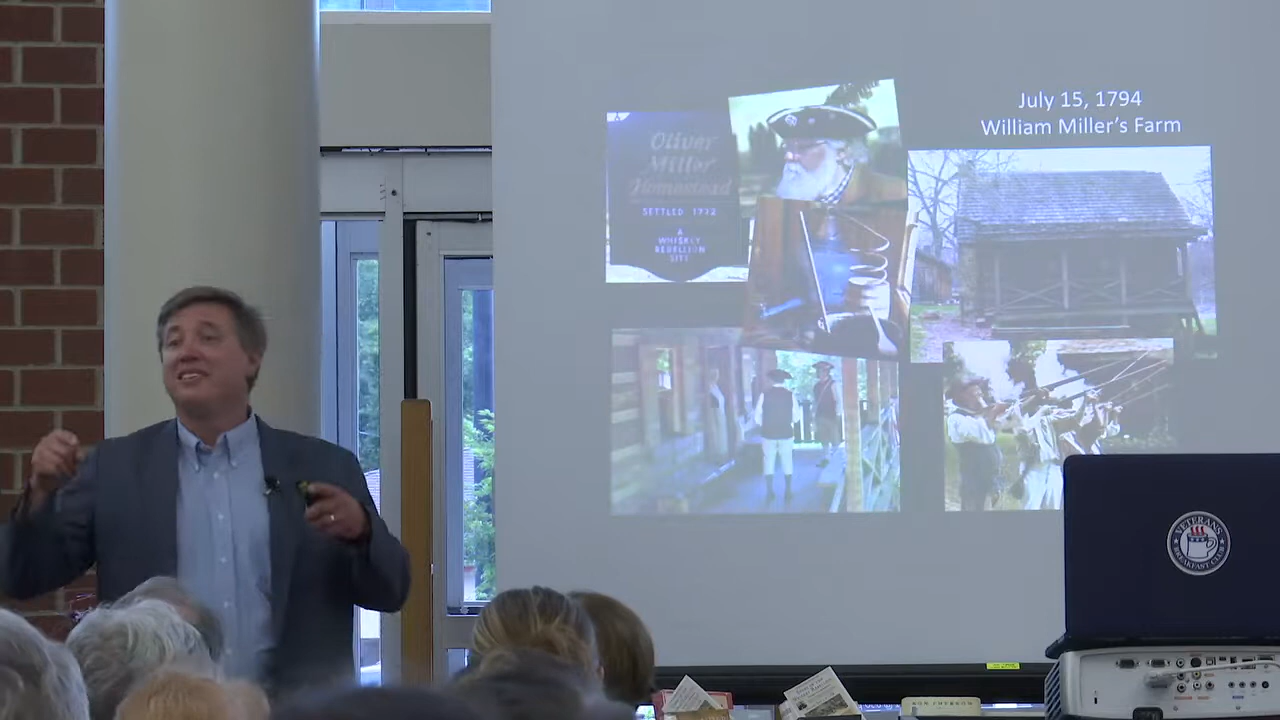 July 15, 1794
William Miller's Farm
Oliver
Miller
Homestead
SETTLED 1772
A
WHISKEY
REBELLION
SITE
VETERANS
BREAKFAST CLUB